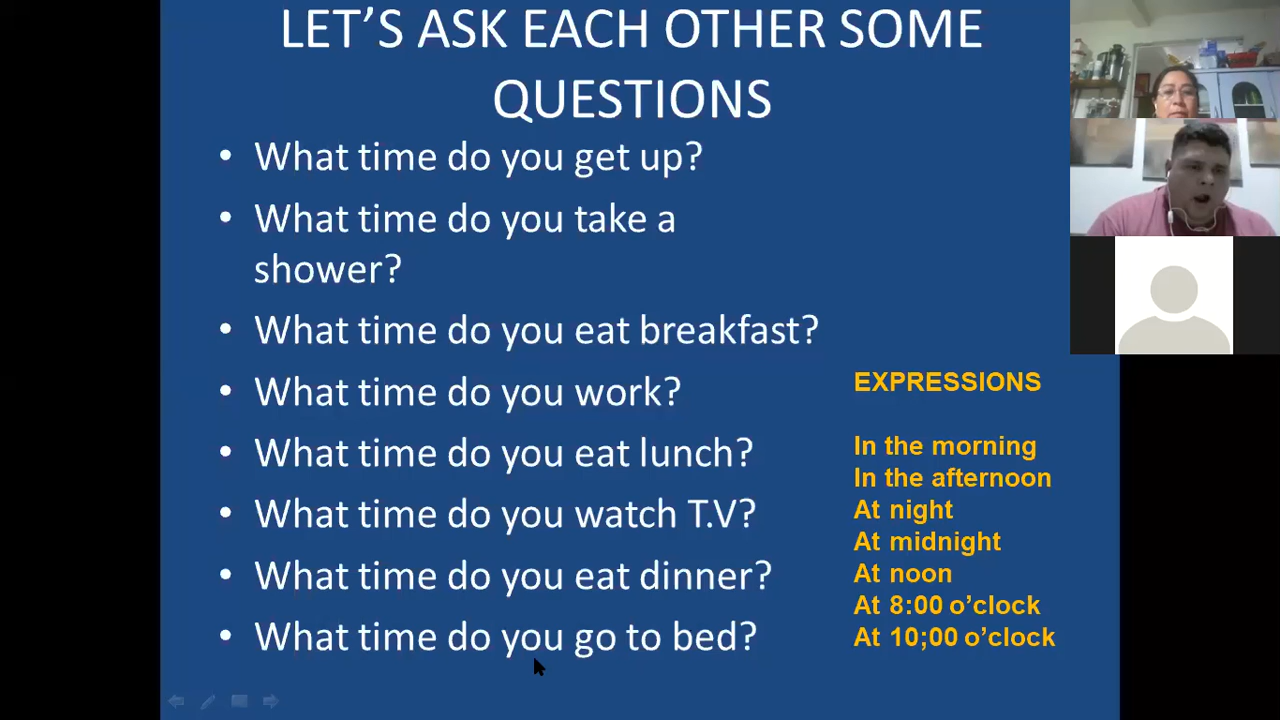 LET’S ASK EACH OTHER SOME
QUESTIONS
• What time do you get up?
• What time do you take a
shower?
• What time do you eat breakfast?
• What time do you work?
• What time do you eat lunch?
• What time do you watch T.V?
• What time do you eat dinner?
• What time do you go to bed?
EXPRESSIONS
In the morning
In the afternoon
At night
At midnight
At noon
At 8:00 o’clock
At 10;00 o’clock